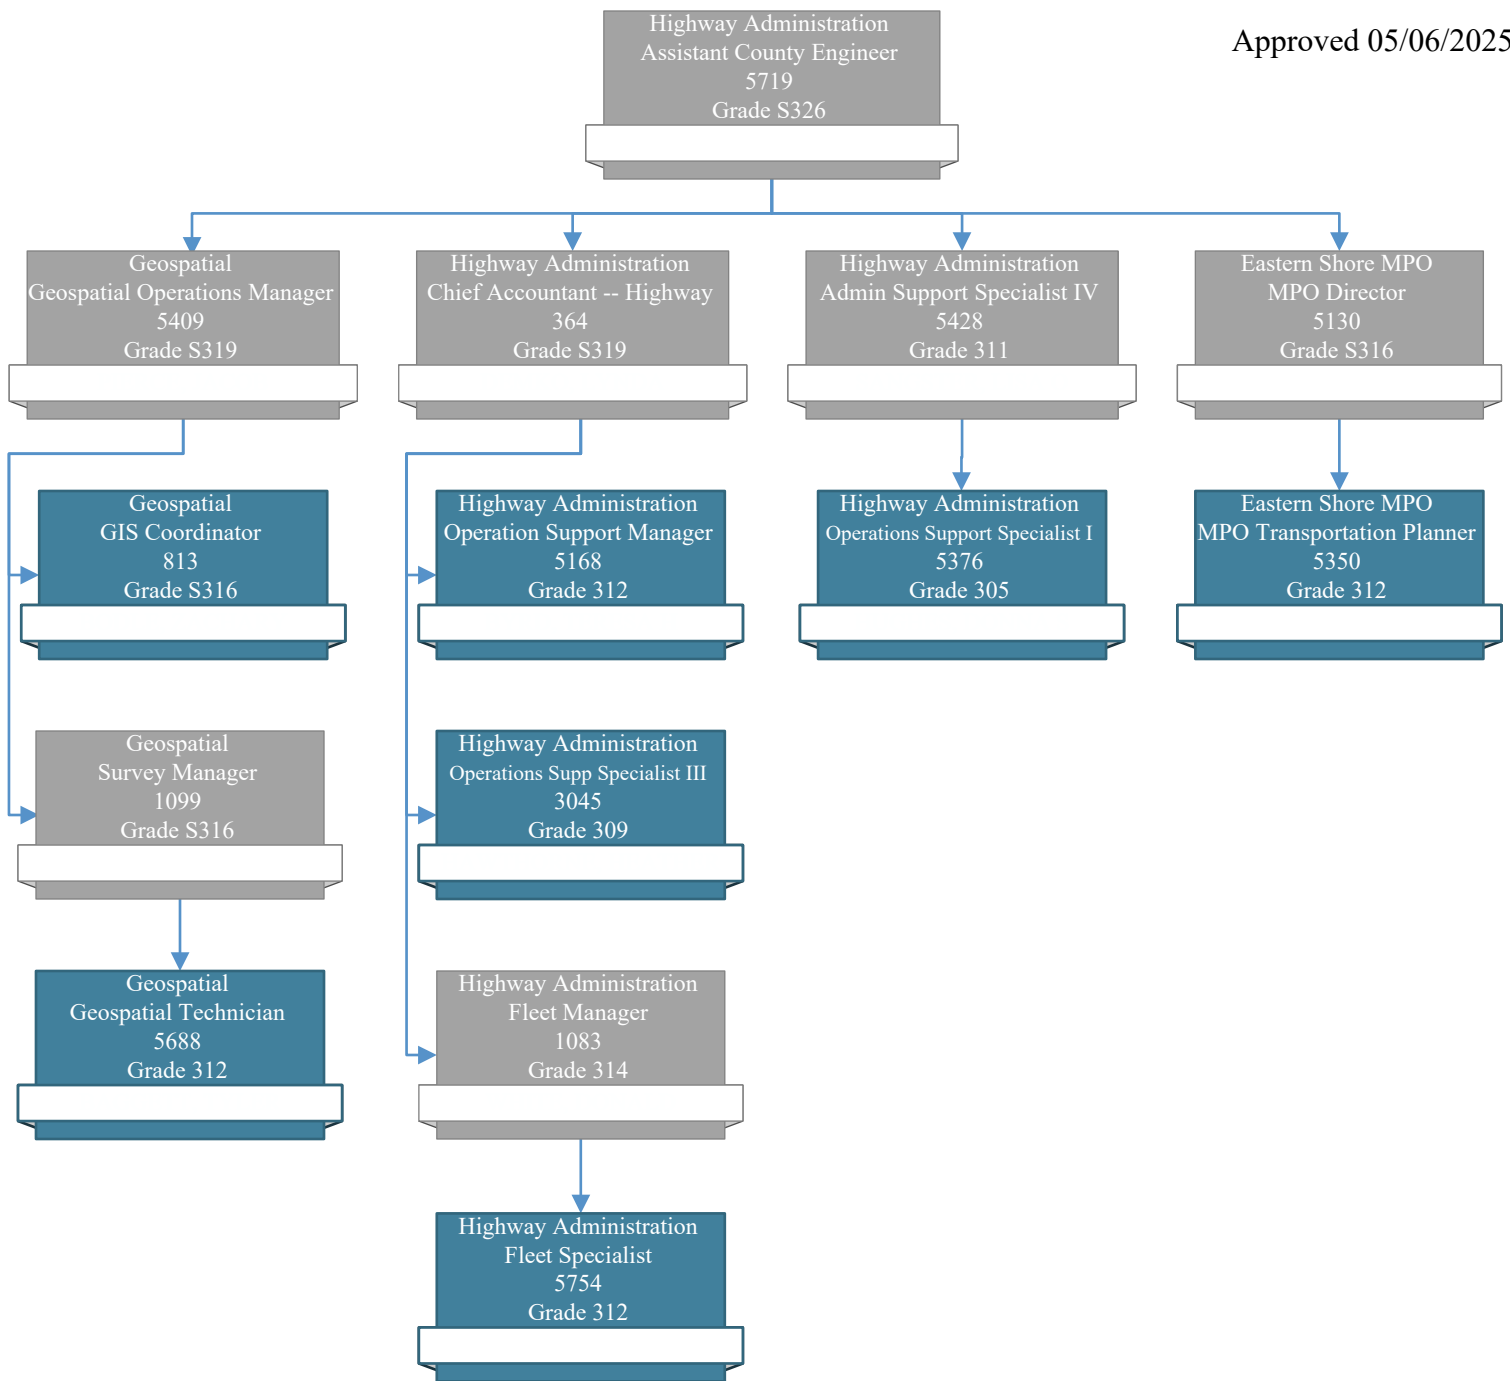 Approved 05/06/2025
Highway Administration
Assistant County Engineer
5719
Grade S326
Geospatial
Geospatial Operations Manager
5409
Grade S319
Highway Administration
Chief Accountant -- Highway
364
Grade S319
Highway Administration
Admin Support Specialist IV
5428
Grade 311
Eastern Shore MPO
MPO Director
5130
Grade S316
Geospatial
GIS Coordinator
813
Grade S316
Highway Administration
Operation Support Manager
5168
Grade 312
Highway Administration
Operations Support Specialist I
5376
Grade 305
Eastern Shore MPO
MPO Transportation Planner
5350
Grade 312
Geospatial
Survey Manager
1099
Grade S316
Highway Administration
Operations Supp Specialist III
3045
Grade 309
Geospatial
Geospatial Technician
5688
Grade 312
Highway Administration
Fleet Manager
1083
Grade 314
Highway Administration
Fleet Specialist
5754
Grade 312